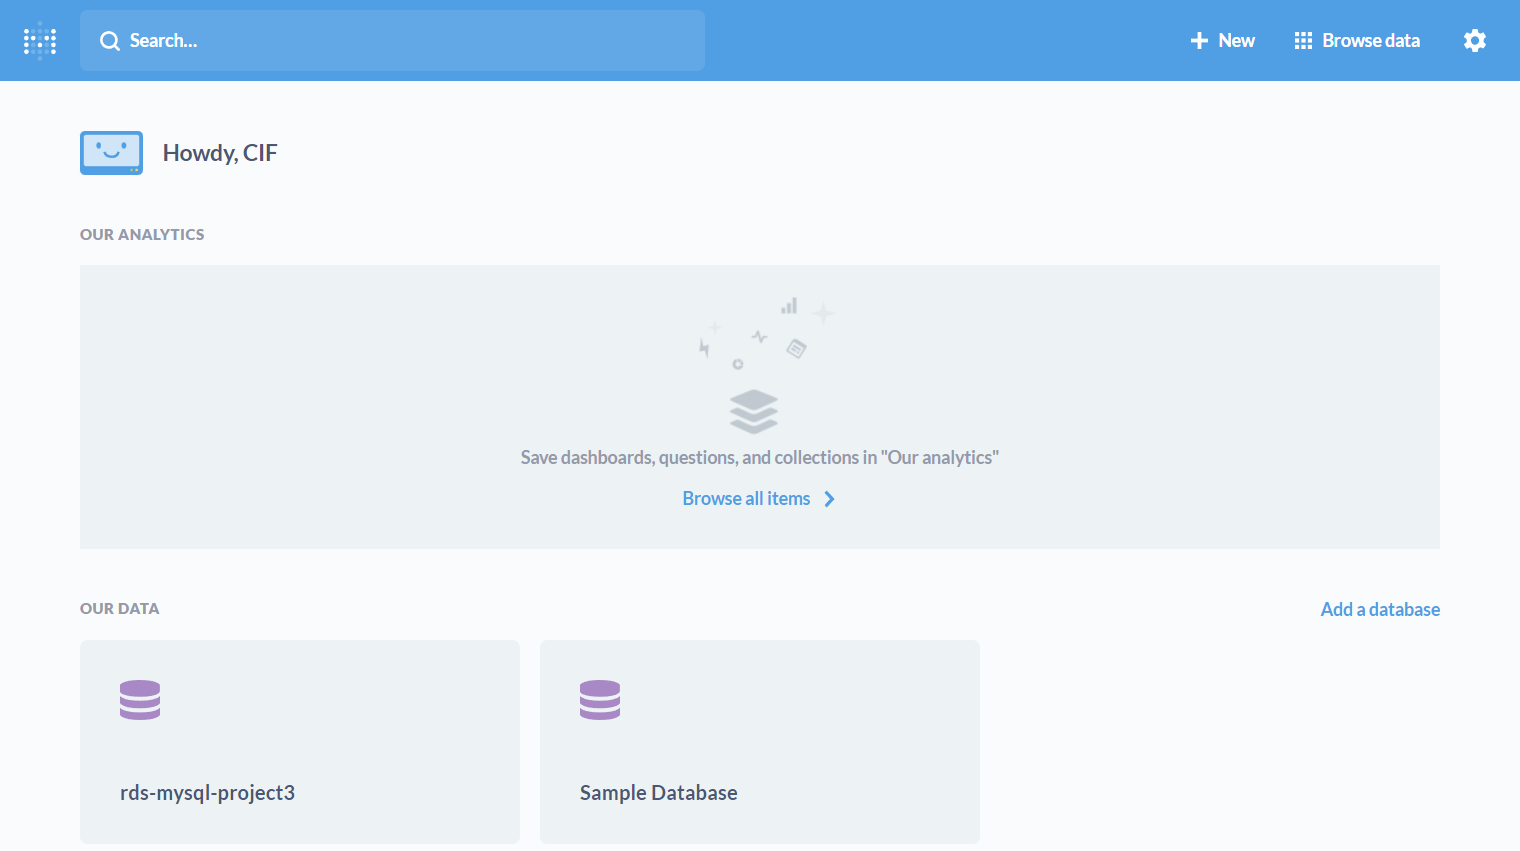 Search...
New
Browse data
Howdy, CIF
OUR ANALYTICS
Save dashboards, questions, and collections in "Our analytics"
Browse all items
OUR DATA
Add a database
rds-mysql-project3
Sample Database